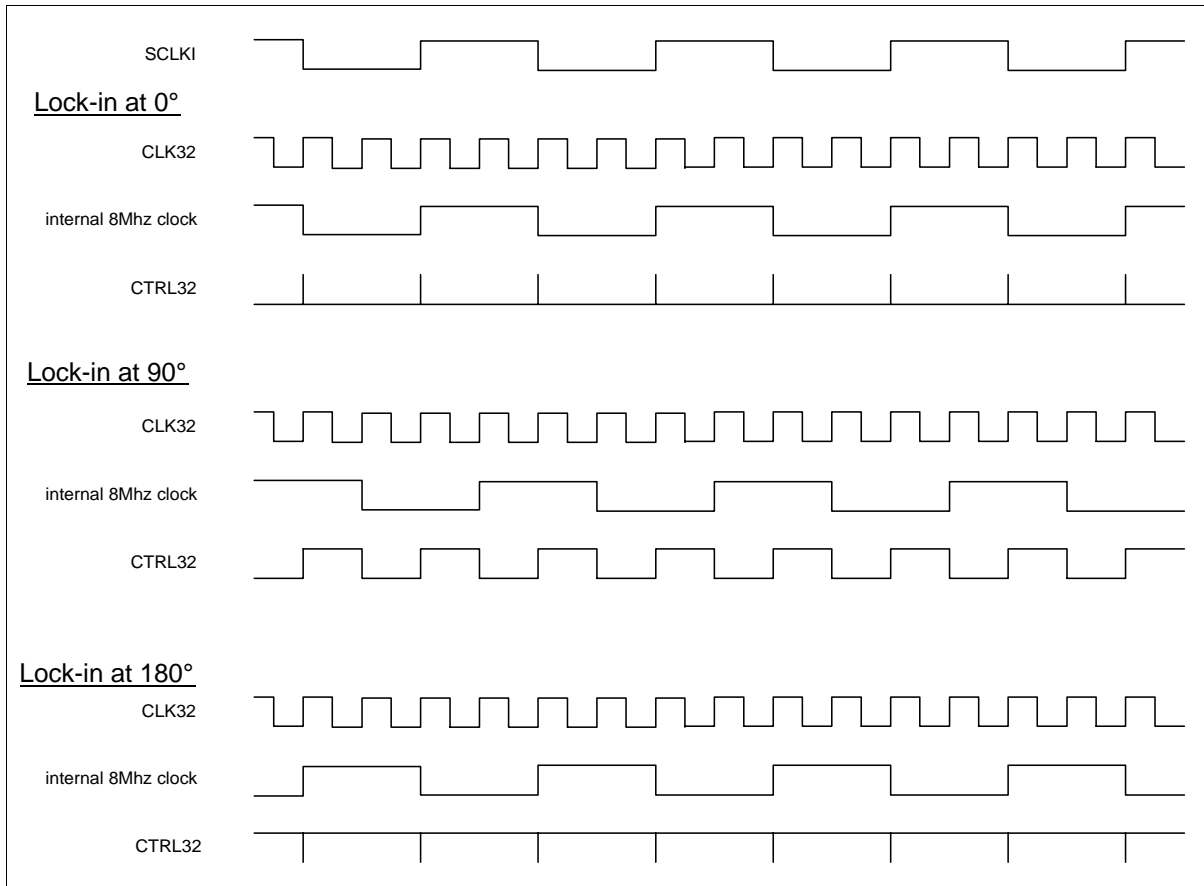 SCLKI
Lock-in at 0°
CLK32
internal 8Mhz clock
CTRL32
Lock-in at 90°
CLK32
internal 8Mhz clock
CTRL32
Lock-in at 180°
CLK32
internal 8Mhz clock
CTRL32